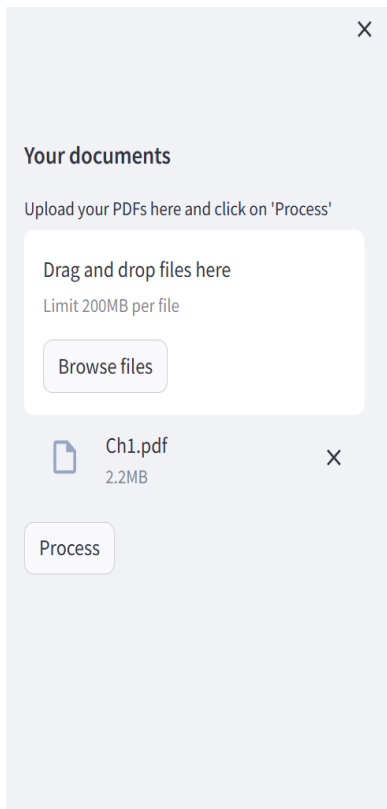 Your documents
Upload your PDFs here and click on 'Process'
Drag and drop files here
Limit 200MB per file
Browse files
Ch1.pdf
2.2MB
Process